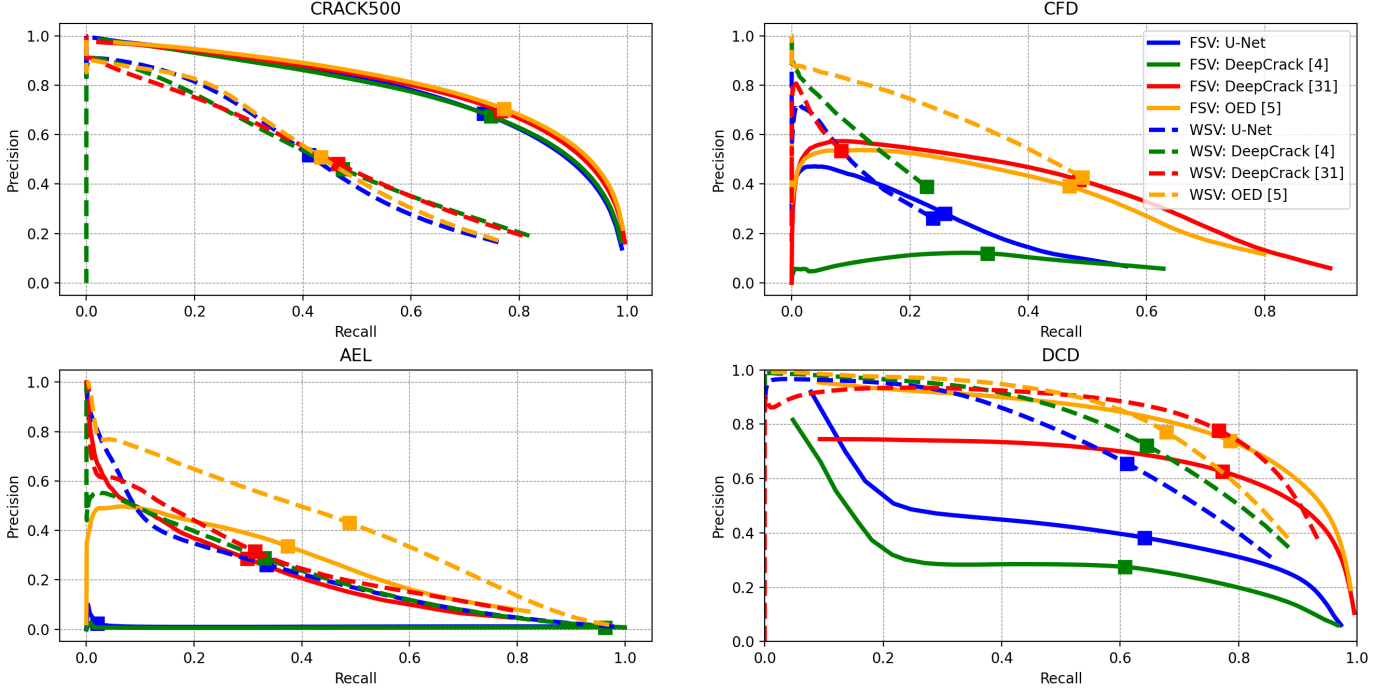 CRACK500
1.0
0.8
0.6
0.4
0.2
0.0
Precision
0.0 0.2 0.4 0.6 0.8 1.0
Recall
CFD
1.0
0.8
0.6
0.4
0.2
0.0
Precision
0.0 0.2 0.4 0.6 0.8
Recall
FSV: U-Net
FSV: DeepCrack [4]
FSV: DeepCrack [31]
FSV: OED [5]
WSV: U-Net
WSV: DeepCrack [4]
WSV: DeepCrack [31]
WSV: OED [5]
AEL
1.0
0.8
0.6
0.4
0.2
0.0
Precision
0.0 0.2 0.4 0.6 0.8 1.0
Recall
DCD
1.0
0.8
0.6
0.4
0.2
0.0
Precision
0.0 0.2 0.4 0.6 0.8 1.0
Recall